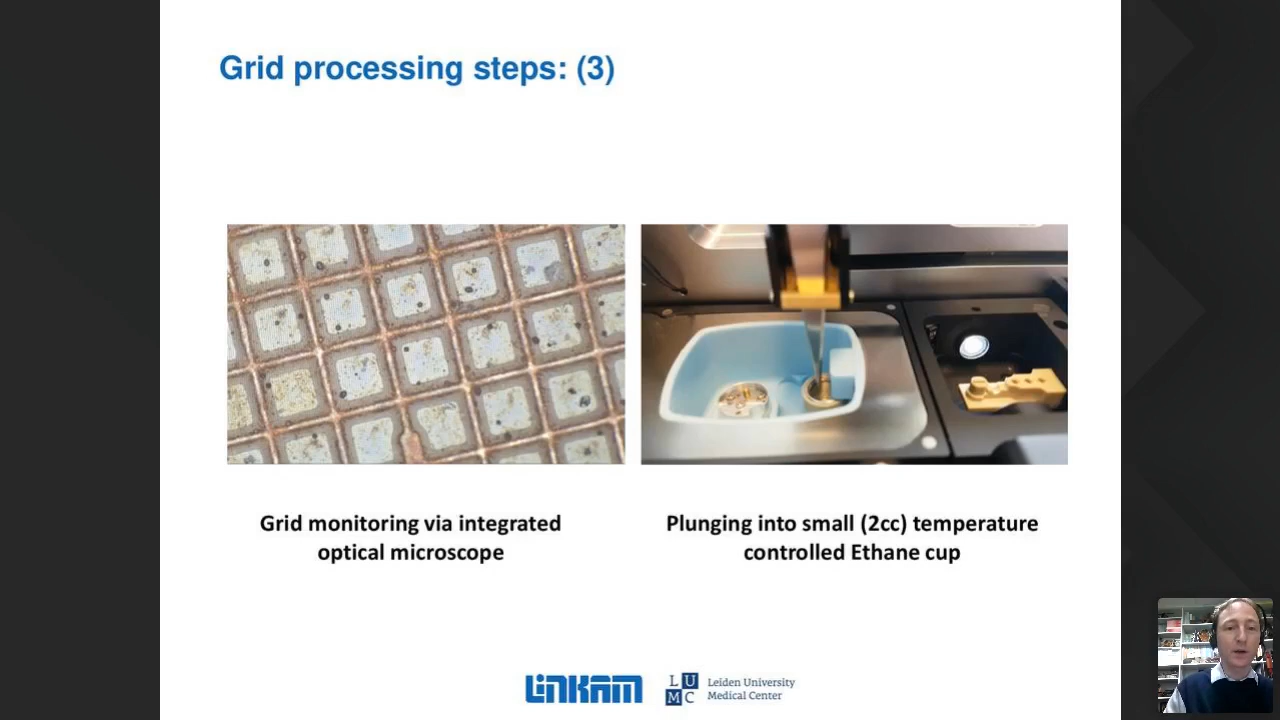 Grid processing steps: (3)
Grid monitoring via integrated
optical microscope
Plunging into small (2cc) temperature
controlled Ethane cup
LINKAM
L U
M C
Leiden University
Medical Center